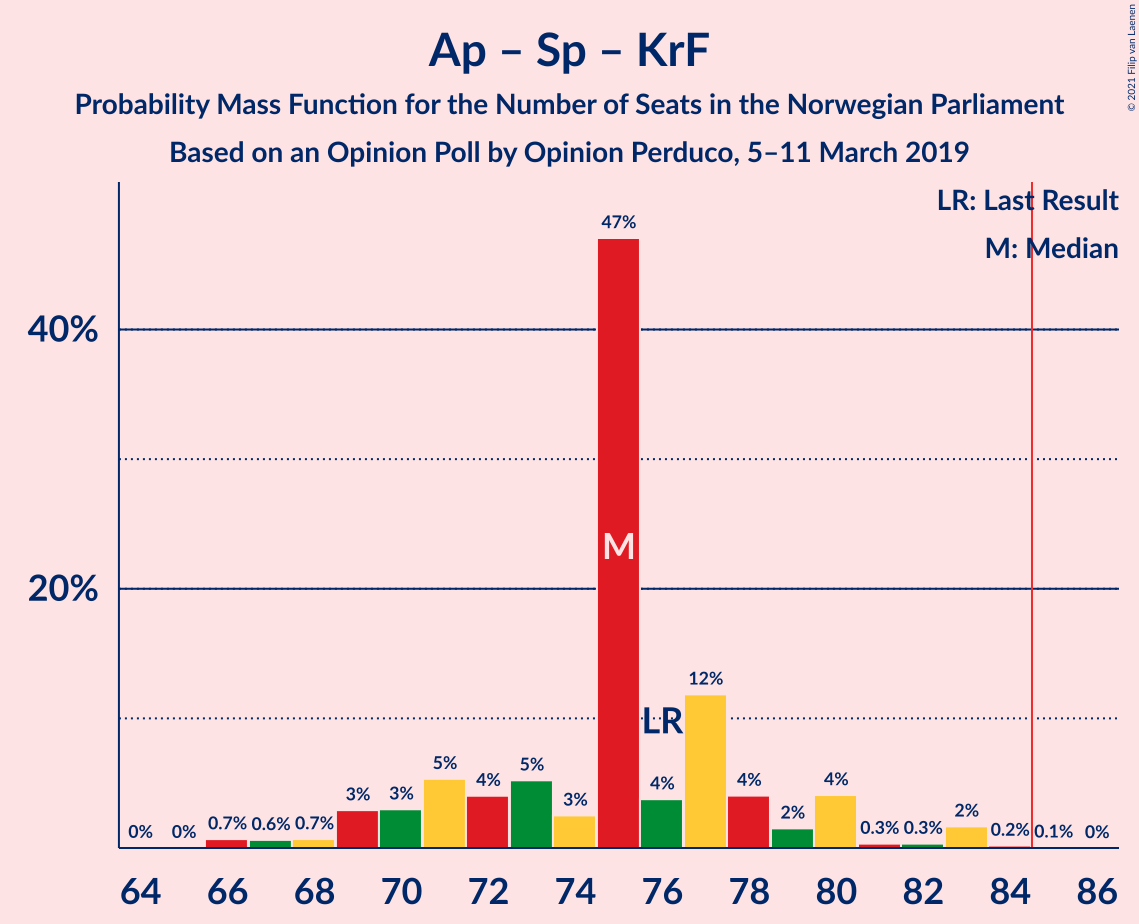 Ap – Sp – KrF
Probability Mass Function for the Number of Seats in the Norwegian Parliament
Based on an Opinion Poll by Opinion Perduco, 5–11 March 2019
© 2021 Filip van Laenen
LR: Last Result
M: Median
40%
20%
0% 0% 0.7% 0.6% 0.7% 3% 3% 5% 4% 5% 3% 47% 4% 12% 4% 2% 4% 0.3% 0.3% 2% 0.2% 0.1% 0%
M
LR
64 66 68 70 72 74 76 78 80 82 84 86